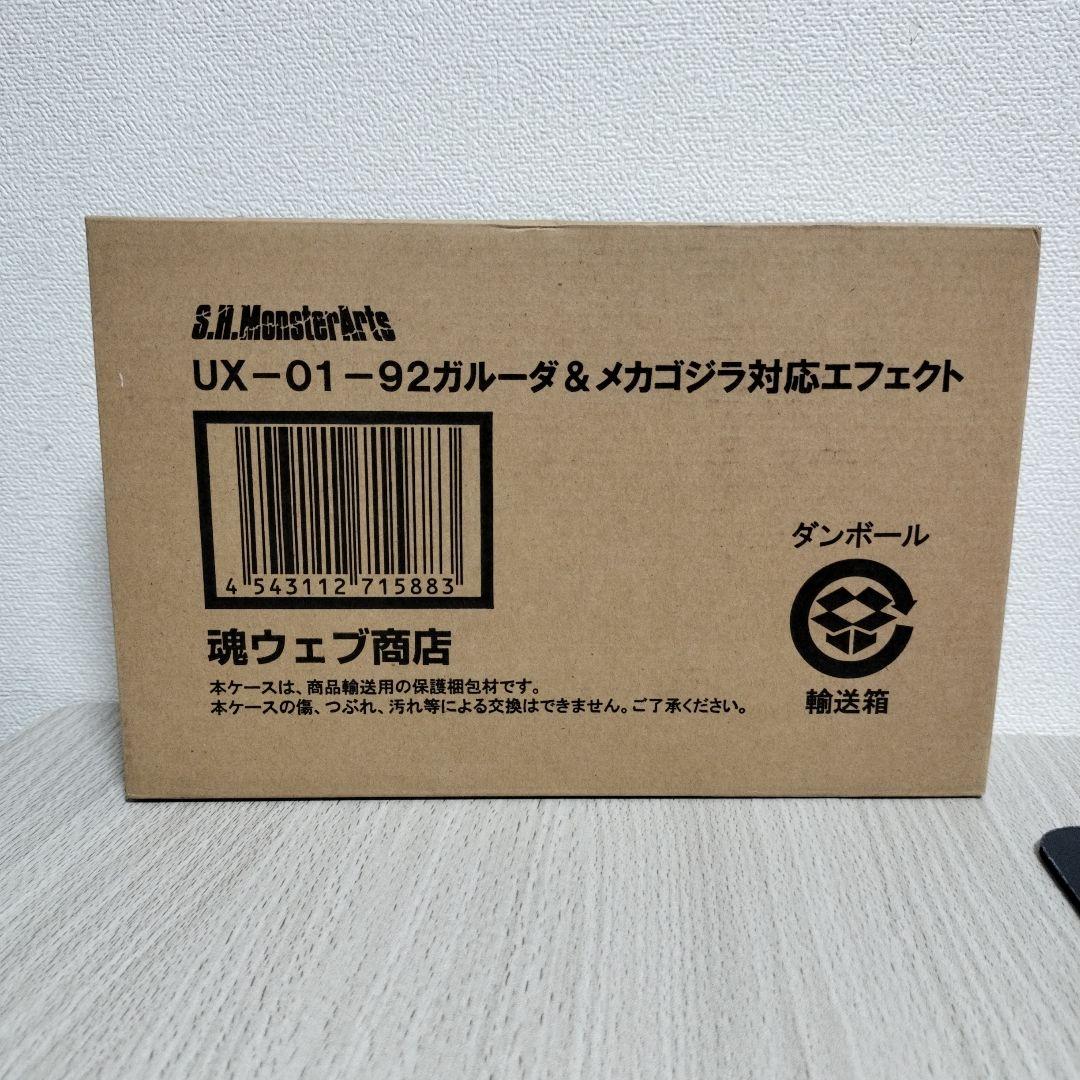 S.H.MonsterArts
UX-01-92ガルーダ&メカゴジラ対応エフェクト
4 543112 715883
魂ウェブ商店
本ケースは、商品輸送用の保護梱包材です。
本ケースの傷、つぶれ、汚れ等による交換はできません。ご了承ください。
ダンボール
輸送箱